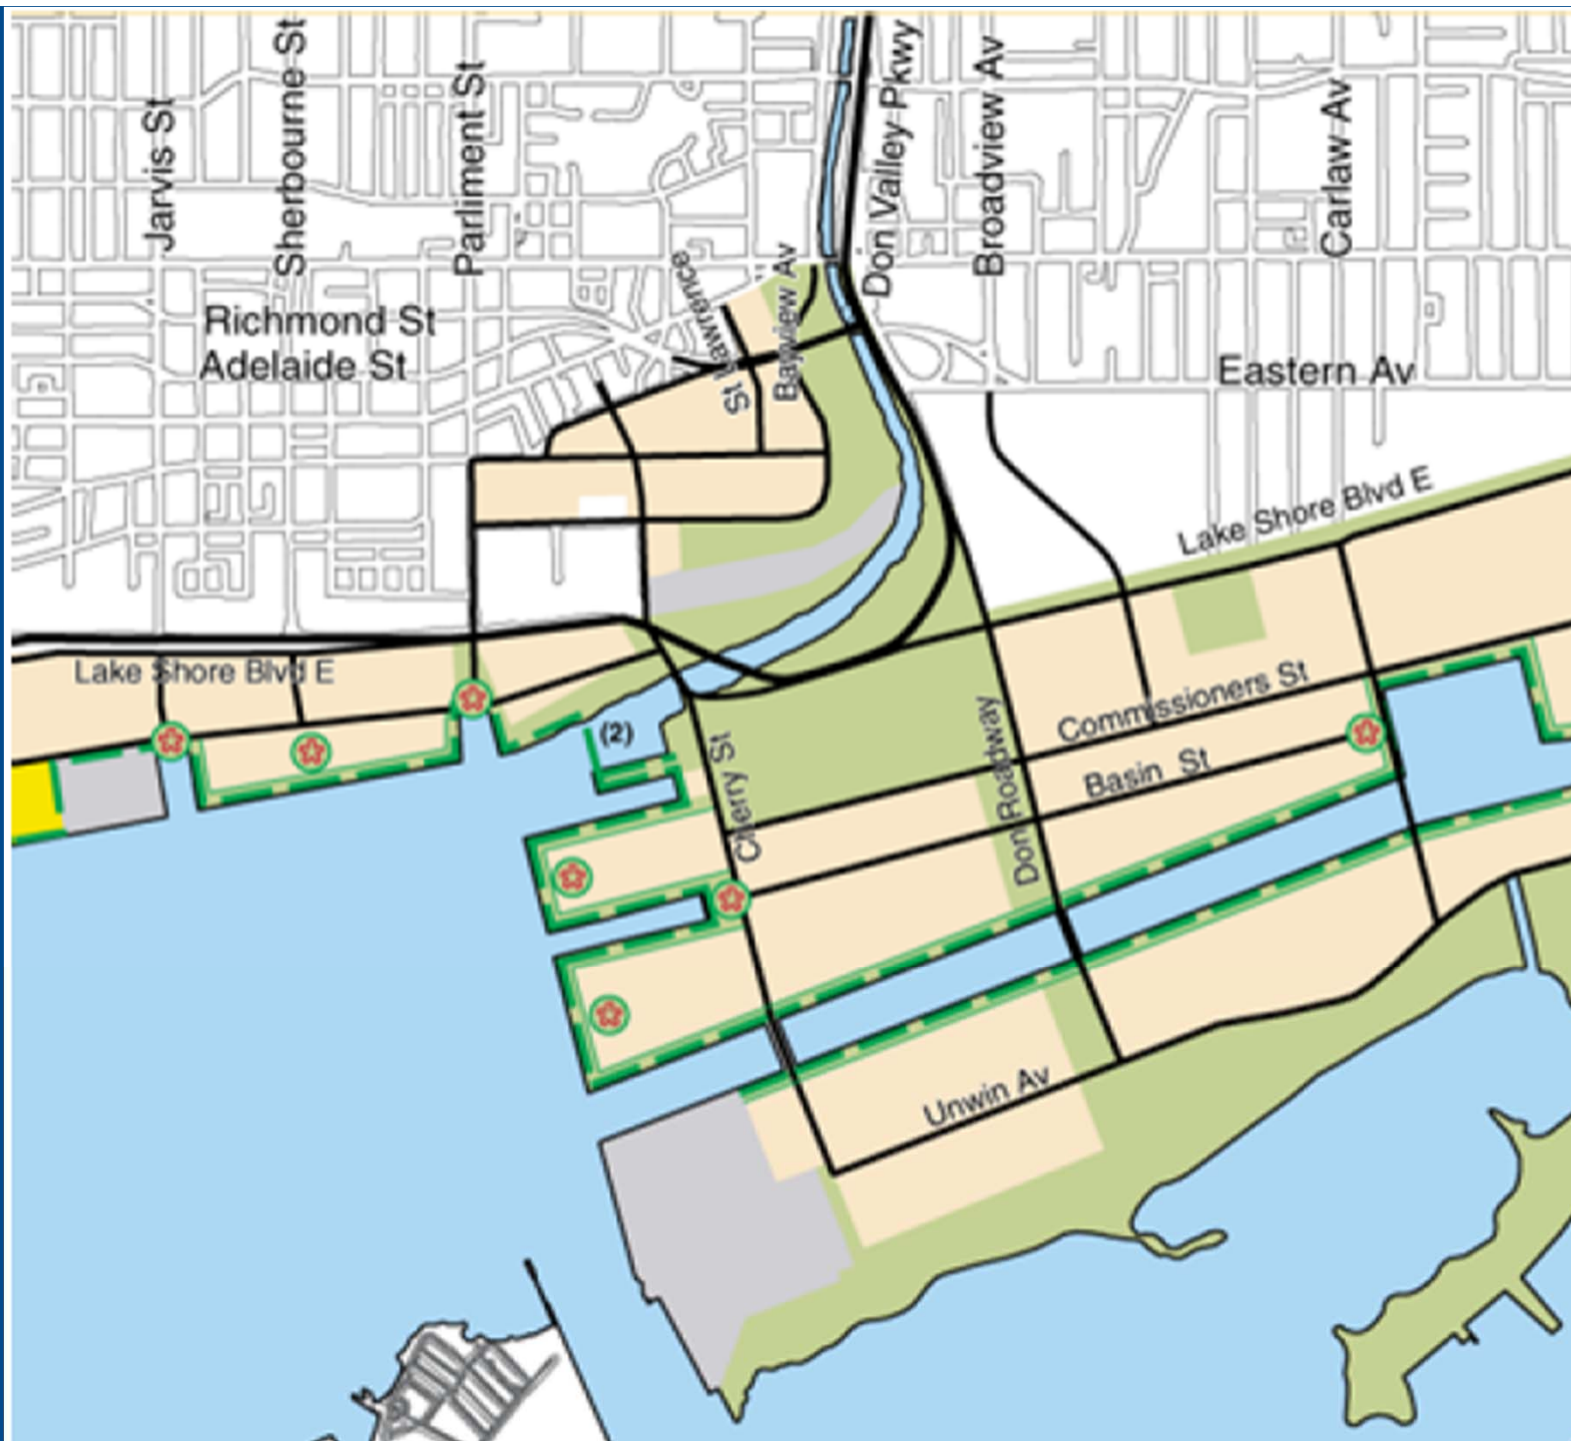 Jarvis St
Sherbourne St
Parliment St
Don Valley Pkwy
Broadview Av
Carlaw Av
Richmond St
Adelaide St
St Lawrence
Bayview Av
Eastern Av
Lake Shore Blvd E
Lake Shore Blvd E
(2)
Cherry St
Don Roadway
Commissioners St
Basin St
Unwin Av